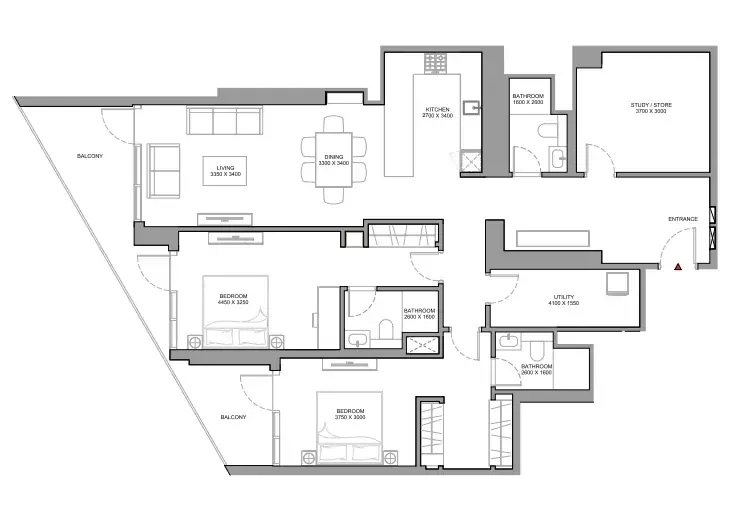 BATHROOM
1600 X 2600
STUDY / STORE
3700 X 3000
KITCHEN
2700 X 3400
BALCONY
LIVING
3350 X 3400
DINING
3300 X 3400
ENTRANCE
BEDROOM
4450 X 3250
BATHROOM
2600 X 1600
UTILITY
4100 X 1550
BATHROOM
2600 X 1600
BALCONY
BEDROOM
3750 X 3000